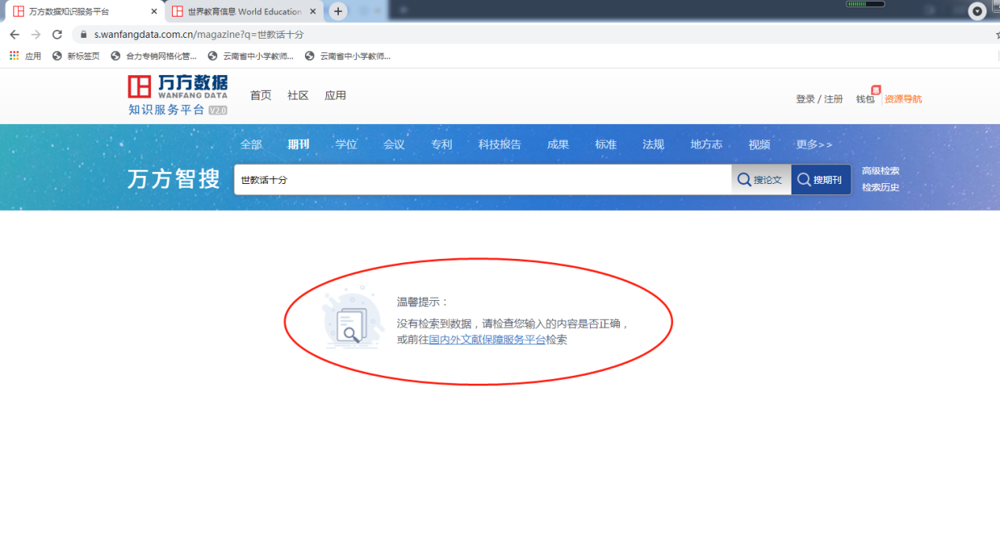 万方数据知识服务平台
世界教育信息 World Education
s.wanfangdata.com.cn/magazine?q=世教话十分
应用
新标签页
合力专销网格化管...
云南省中小学教师...
云南省中小学教师...
万方数据
WANFANG DATA
知识服务平台 V2.0
首页 社区 应用
登录 / 注册 钱包 惠 资源导航
全部 期刊 学位 会议 专利 科技报告 成果 标准 法规 地方志 视频 更多>>
万方智搜
世教话十分
搜论文
搜期刊
高级检索
检索历史
温馨提示：
没有检索到数据，请检查您输入的内容是否正确，
或前往国内外文献保障服务平台检索